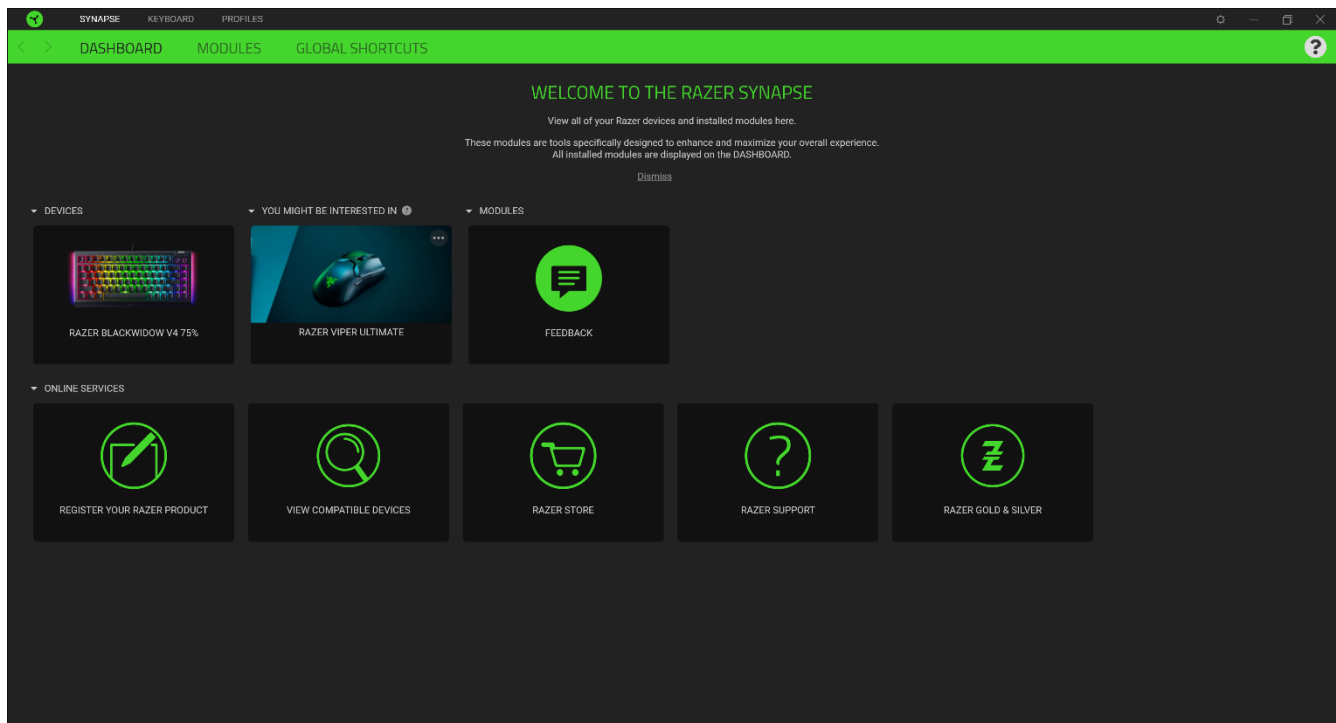 SYNAPSE KEYBOARD PROFILES
DASHBOARD MODULES GLOBAL SHORTCUTS ?
WELCOME TO THE RAZER SYNAPSE
View all of your Razer devices and installed modules here.
These modules are tools specifically designed to enhance and maximize your overall experience.
All installed modules are displayed on the DASHBOARD.
Dismiss
DEVICES
YOU MIGHT BE INTERESTED IN ?
MODULES
RAZER BLACKWIDOW V4 75%
RAZER VIPER ULTIMATE
FEEDBACK
ONLINE SERVICES
REGISTER YOUR RAZER PRODUCT
VIEW COMPATIBLE DEVICES
RAZER STORE
RAZER SUPPORT
RAZER GOLD & SILVER